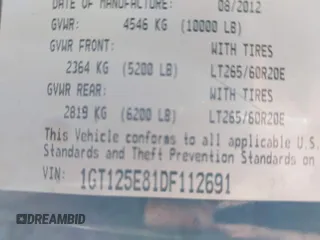 DATE OF MANUFACTURE: 08/2012
GVWR: 4546 KG (10000 LB)
GVWR FRONT: WITH TIRES
2364 KG (5200 LB) LT265/60R20E
GVWR REAR: WITH TIRES
2819 KG (6200 LB) LT265/60R20E
This Vehicle conforms to all applicable U.S.
Standards and Theft Prevention Standards on
VIN: 1GT125E81DF112691
DREAMBID